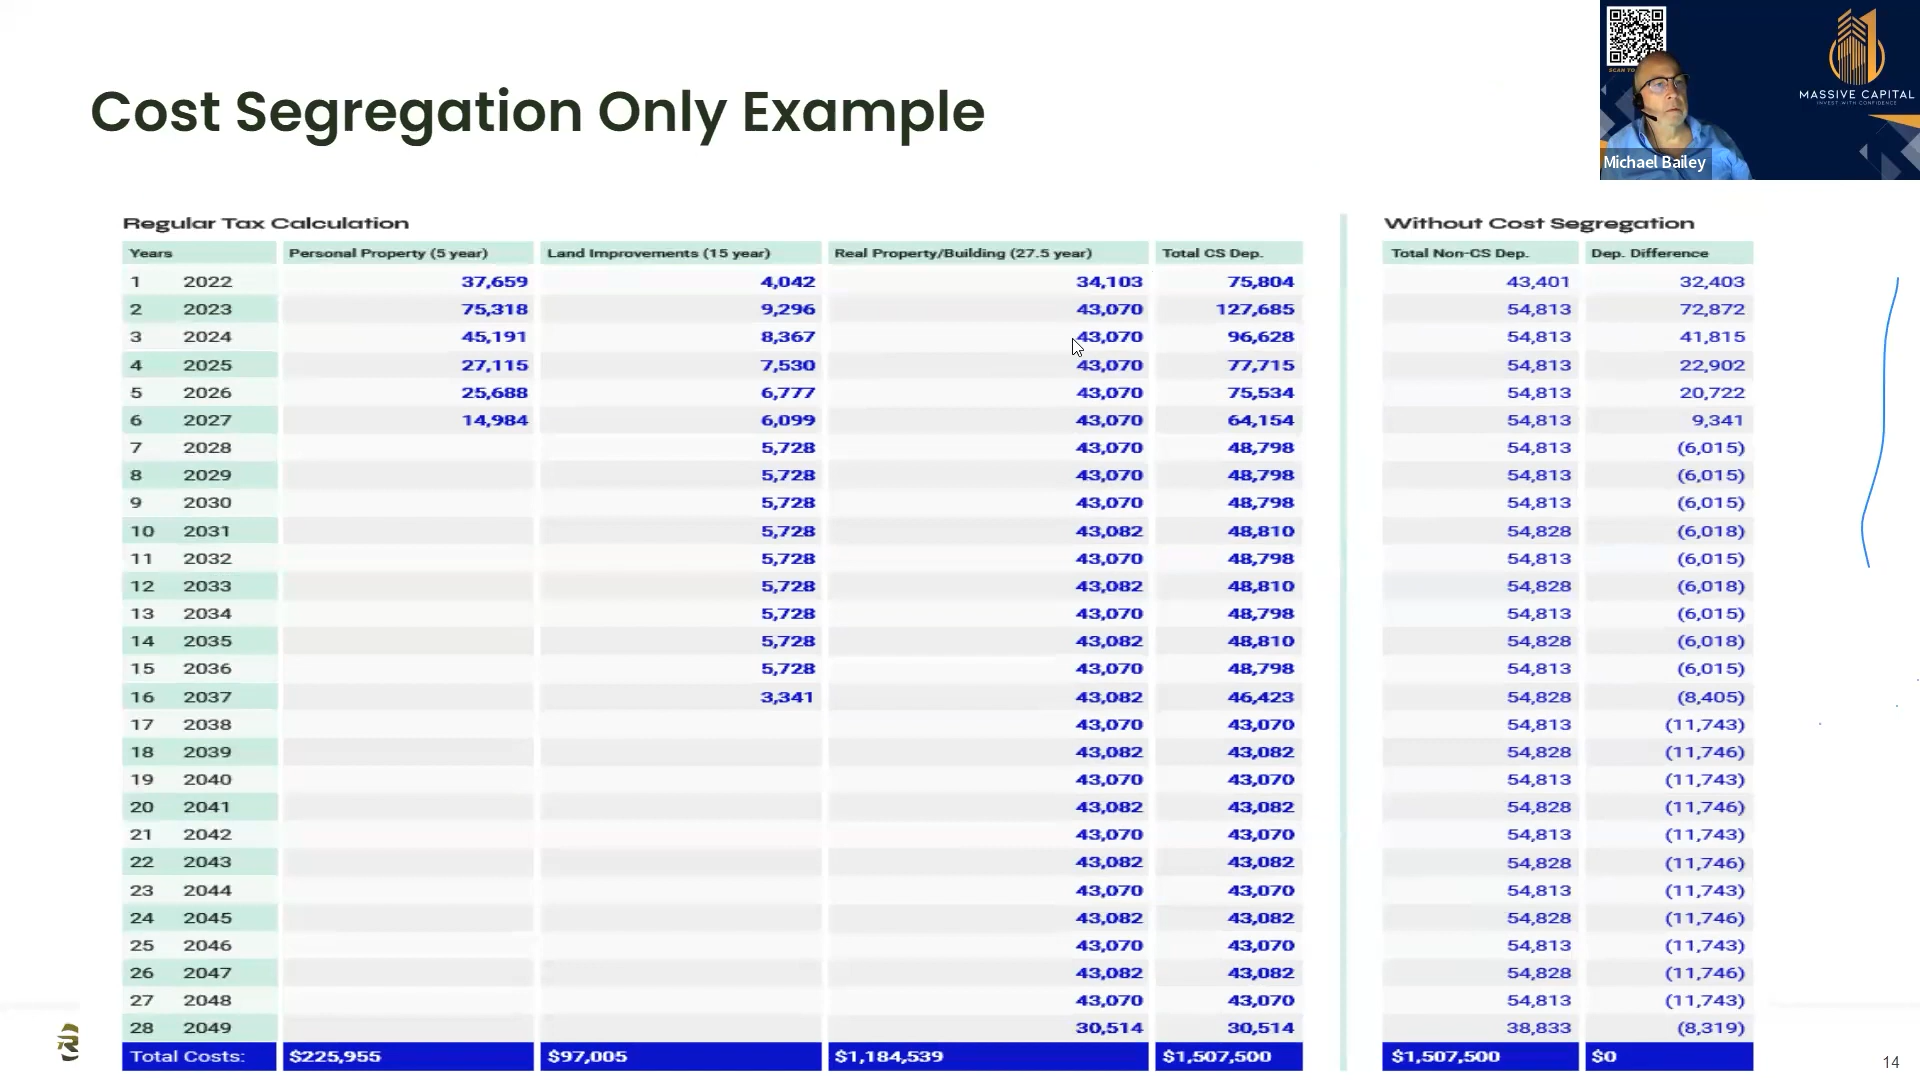 SCAN TO
MASSIVE CAPITAL
INVEST WITH CONFIDENCE
Michael Bailey
Cost Segregation Only Example
Regular Tax Calculation
Without Cost Segregation
Years Personal Property (5 year) Land Improvements (15 year) Real Property/Building (27.5 year) Total CS Dep. Total Non-CS Dep. Dep. Difference
1 2022 37,659 4,042 34,103 75,804 43,401 32,403
2 2023 75,318 9,296 43,070 127,685 54,813 72,872
3 2024 45,191 8,367 43,070 96,628 54,813 41,815
4 2025 27,115 7,530 43,070 77,715 54,813 22,902
5 2026 25,688 6,777 43,070 75,534 54,813 20,722
6 2027 14,984 6,099 43,070 64,154 54,813 9,341
7 2028 5,728 43,070 48,798 54,813 (6,015)
8 2029 5,728 43,070 48,798 54,813 (6,015)
9 2030 5,728 43,070 48,798 54,813 (6,015)
10 2031 5,728 43,082 48,810 54,828 (6,018)
11 2032 5,728 43,070 48,798 54,813 (6,015)
12 2033 5,728 43,082 48,810 54,828 (6,018)
13 2034 5,728 43,070 48,798 54,813 (6,015)
14 2035 5,728 43,082 48,810 54,828 (6,018)
15 2036 5,728 43,070 48,798 54,813 (6,015)
16 2037 3,341 43,082 46,423 54,828 (8,405)
17 2038 43,070 43,070 54,813 (11,743)
18 2039 43,082 43,082 54,828 (11,746)
19 2040 43,070 43,070 54,813 (11,743)
20 2041 43,082 43,082 54,828 (11,746)
21 2042 43,070 43,070 54,813 (11,743)
22 2043 43,082 43,082 54,828 (11,746)
23 2044 43,070 43,070 54,813 (11,743)
24 2045 43,082 43,082 54,828 (11,746)
25 2046 43,070 43,070 54,813 (11,743)
26 2047 43,082 43,082 54,828 (11,746)
27 2048 43,070 43,070 54,813 (11,743)
28 2049 30,514 30,514 38,833 (8,319)
Total Costs: $225,955 $97,005 $1,184,539 $1,507,500 $1,507,500 $0
14